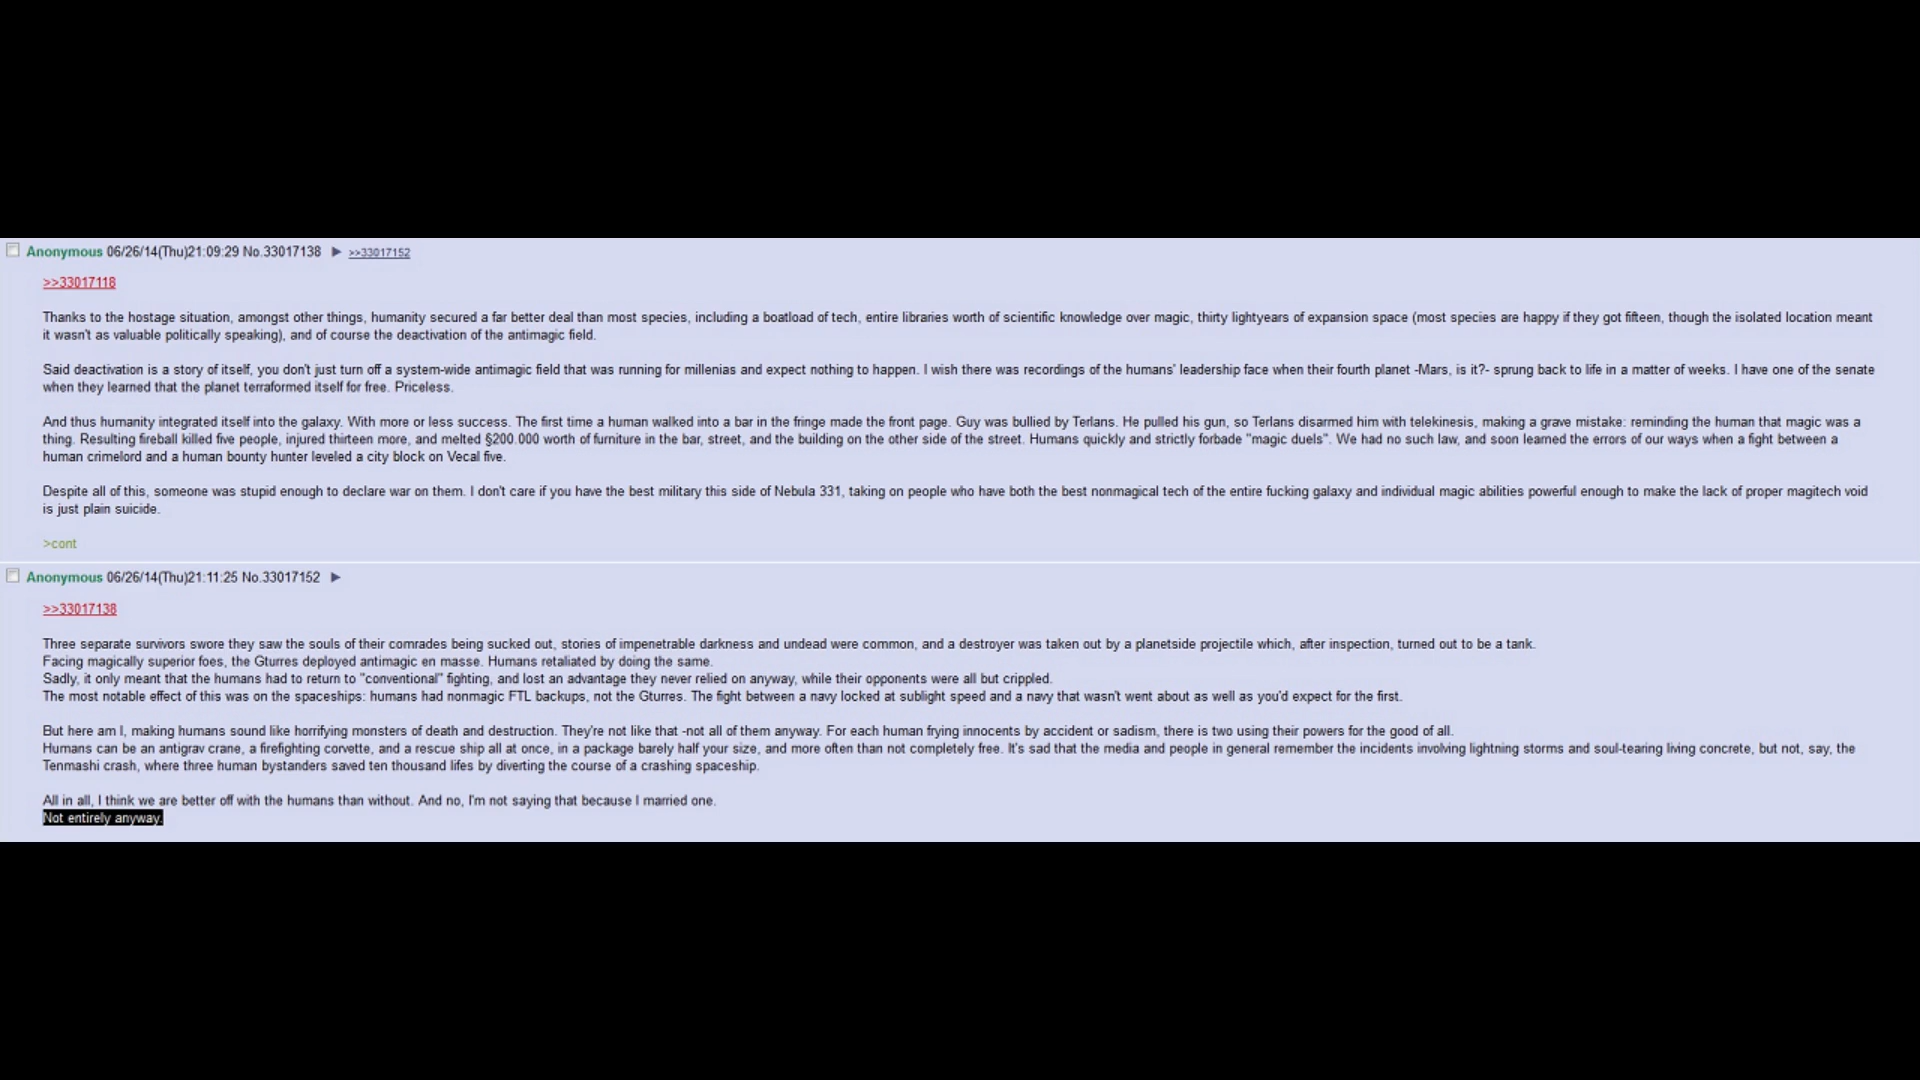 Anonymous 06/26/14(Thu)21:09:29 No.33017138 ▶ >>33017152
>>33017118
Thanks to the hostage situation, amongst other things, humanity secured a far better deal than most species, including a boatload of tech, entire libraries worth of scientific knowledge over magic, thirty lightyears of expansion space (most species are happy if they got fifteen, though the isolated location meant
it wasn't as valuable politically speaking), and of course the deactivation of the antimagic field.
Said deactivation is a story of itself, you don't just turn off a system-wide antimagic field that was running for millenias and expect nothing to happen. I wish there was recordings of the humans' leadership face when their fourth planet -Mars, is it?- sprung back to life in a matter of weeks. I have one of the senate
when they learned that the planet terraformed itself for free. Priceless.
And thus humanity integrated itself into the galaxy. With more or less success. The first time a human walked into a bar in the fringe made the front page. Guy was bullied by Terlans. He pulled his gun, so Terlans disarmed him with telekinesis, making a grave mistake: reminding the human that magic was a
thing. Resulting fireball killed five people, injured thirteen more, and melted §200.000 worth of furniture in the bar, street, and the building on the other side of the street. Humans quickly and strictly forbade "magic duels". We had no such law, and soon learned the errors of our ways when a fight between a
human crimelord and a human bounty hunter leveled a city block on Vecal five.
Despite all of this, someone was stupid enough to declare war on them. I don't care if you have the best military this side of Nebula 331, taking on people who have both the best nonmagical tech of the entire fucking galaxy and individual magic abilities powerful enough to make the lack of proper magitech void
is just plain suicide.
>cont
Anonymous 06/26/14(Thu)21:11:25 No.33017152 ▶
>>33017138
Three separate survivors swore they saw the souls of their comrades being sucked out, stories of impenetrable darkness and undead were common, and a destroyer was taken out by a planetside projectile which, after inspection, turned out to be a tank.
Facing magically superior foes, the Gturres deployed antimagic en masse. Humans retaliated by doing the same.
Sadly, it only meant that the humans had to return to "conventional" fighting, and lost an advantage they never relied on anyway, while their opponents were all but crippled.
The most notable effect of this was on the spaceships: humans had nonmagic FTL backups, not the Gturres. The fight between a navy locked at sublight speed and a navy that wasn't went about as well as you'd expect for the first.
But here am I, making humans sound like horrifying monsters of death and destruction. They're not like that -not all of them anyway. For each human frying innocents by accident or sadism, there is two using their powers for the good of all.
Humans can be an antigrav crane, a firefighting corvette, and a rescue ship all at once, in a package barely half your size, and more often than not completely free. It's sad that the media and people in general remember the incidents involving lightning storms and soul-tearing living concrete, but not, say, the
Tenmashi crash, where three human bystanders saved ten thousand lifes by diverting the course of a crashing spaceship.
All in all, I think we are better off with the humans than without. And no, I'm not saying that because I married one.
Not entirely anyway.